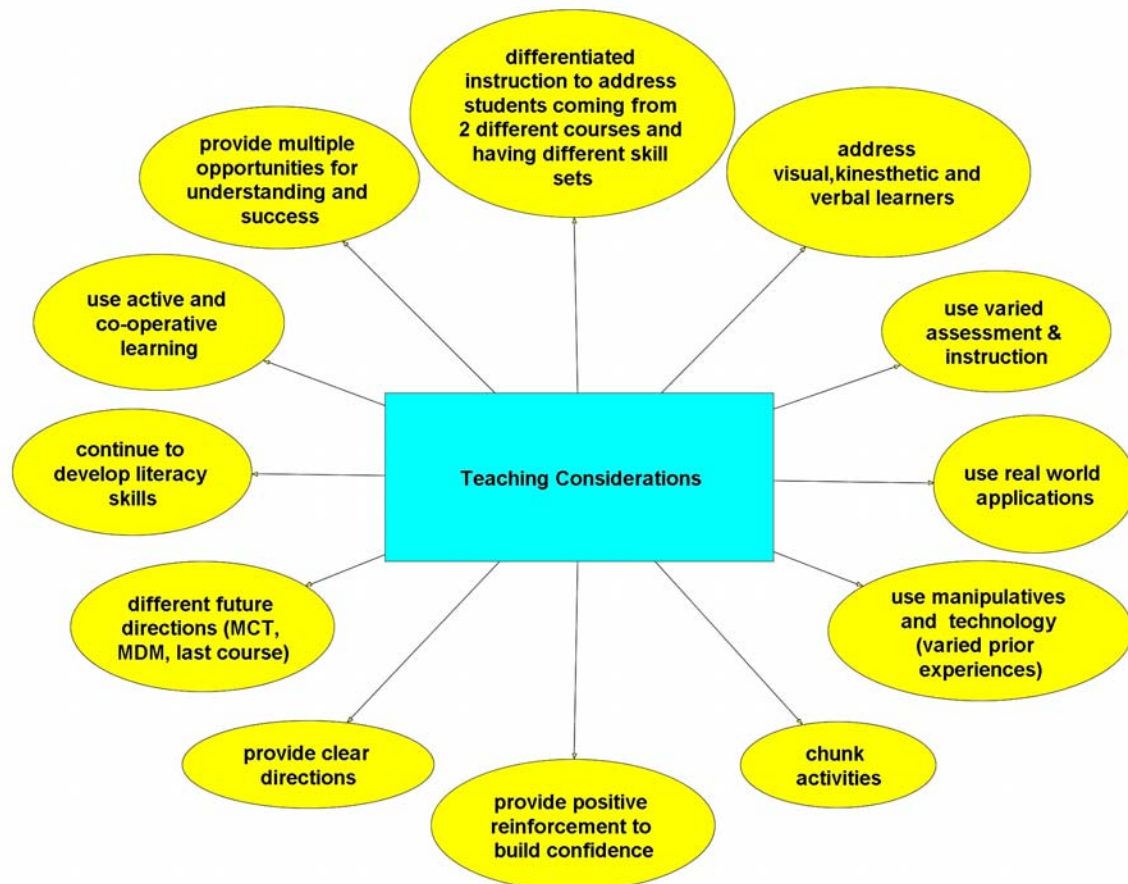 differentiated
instruction to address
students coming from
2 different courses and
having different skill
sets
provide multiple
opportunities for
understanding and
success
address
visual,kinesthetic and
verbal learners
use active and
co-operative
learning
use varied
assessment &
instruction
continue to
develop literacy
skills
Teaching Considerations
use real world
applications
different future
directions (MCT,
MDM, last course)
use manipulatives
and technology
(varied prior
experiences)
provide clear
directions
provide positive
reinforcement to
build confidence
chunk
activities